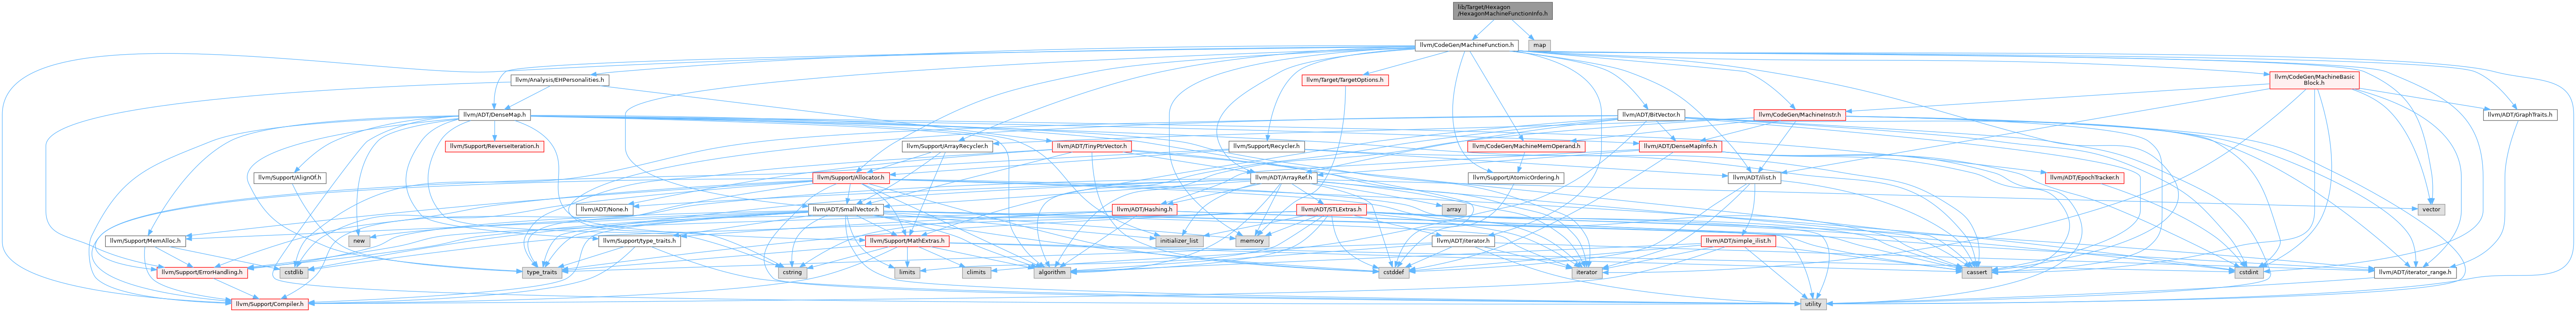 lib/Target/Hexagon
/HexagonMachineFunctionInfo.h
llvm/CodeGen/MachineFunction.h
map
llvm/Analysis/EHPersonalities.h
llvm/Target/TargetOptions.h
llvm/CodeGen/MachineBasic
Block.h
llvm/ADT/DenseMap.h
llvm/ADT/BitVector.h
llvm/CodeGen/MachineInstr.h
llvm/ADT/GraphTraits.h
llvm/Support/ReverseIteration.h
llvm/Support/ArrayRecycler.h
llvm/ADT/TinyPtrVector.h
llvm/Support/Recycler.h
llvm/CodeGen/MachineMemOperand.h
llvm/ADT/DenseMapInfo.h
llvm/Support/AlignOf.h
llvm/Support/Allocator.h
llvm/ADT/ArrayRef.h
llvm/Support/AtomicOrdering.h
llvm/ADT/ilist.h
llvm/ADT/EpochTracker.h
llvm/ADT/None.h
llvm/ADT/SmallVector.h
llvm/ADT/Hashing.h
llvm/ADT/STLExtras.h
array
vector
llvm/Support/MemAlloc.h
new
llvm/Support/type_traits.h
llvm/Support/MathExtras.h
initializer_list
memory
llvm/ADT/iterator.h
llvm/ADT/simple_ilist.h
llvm/Support/ErrorHandling.h
cstdlib
type_traits
cstring
limits
climits
algorithm
cstddef
iterator
cassert
cstdint
llvm/ADT/iterator_range.h
llvm/Support/Compiler.h
utility